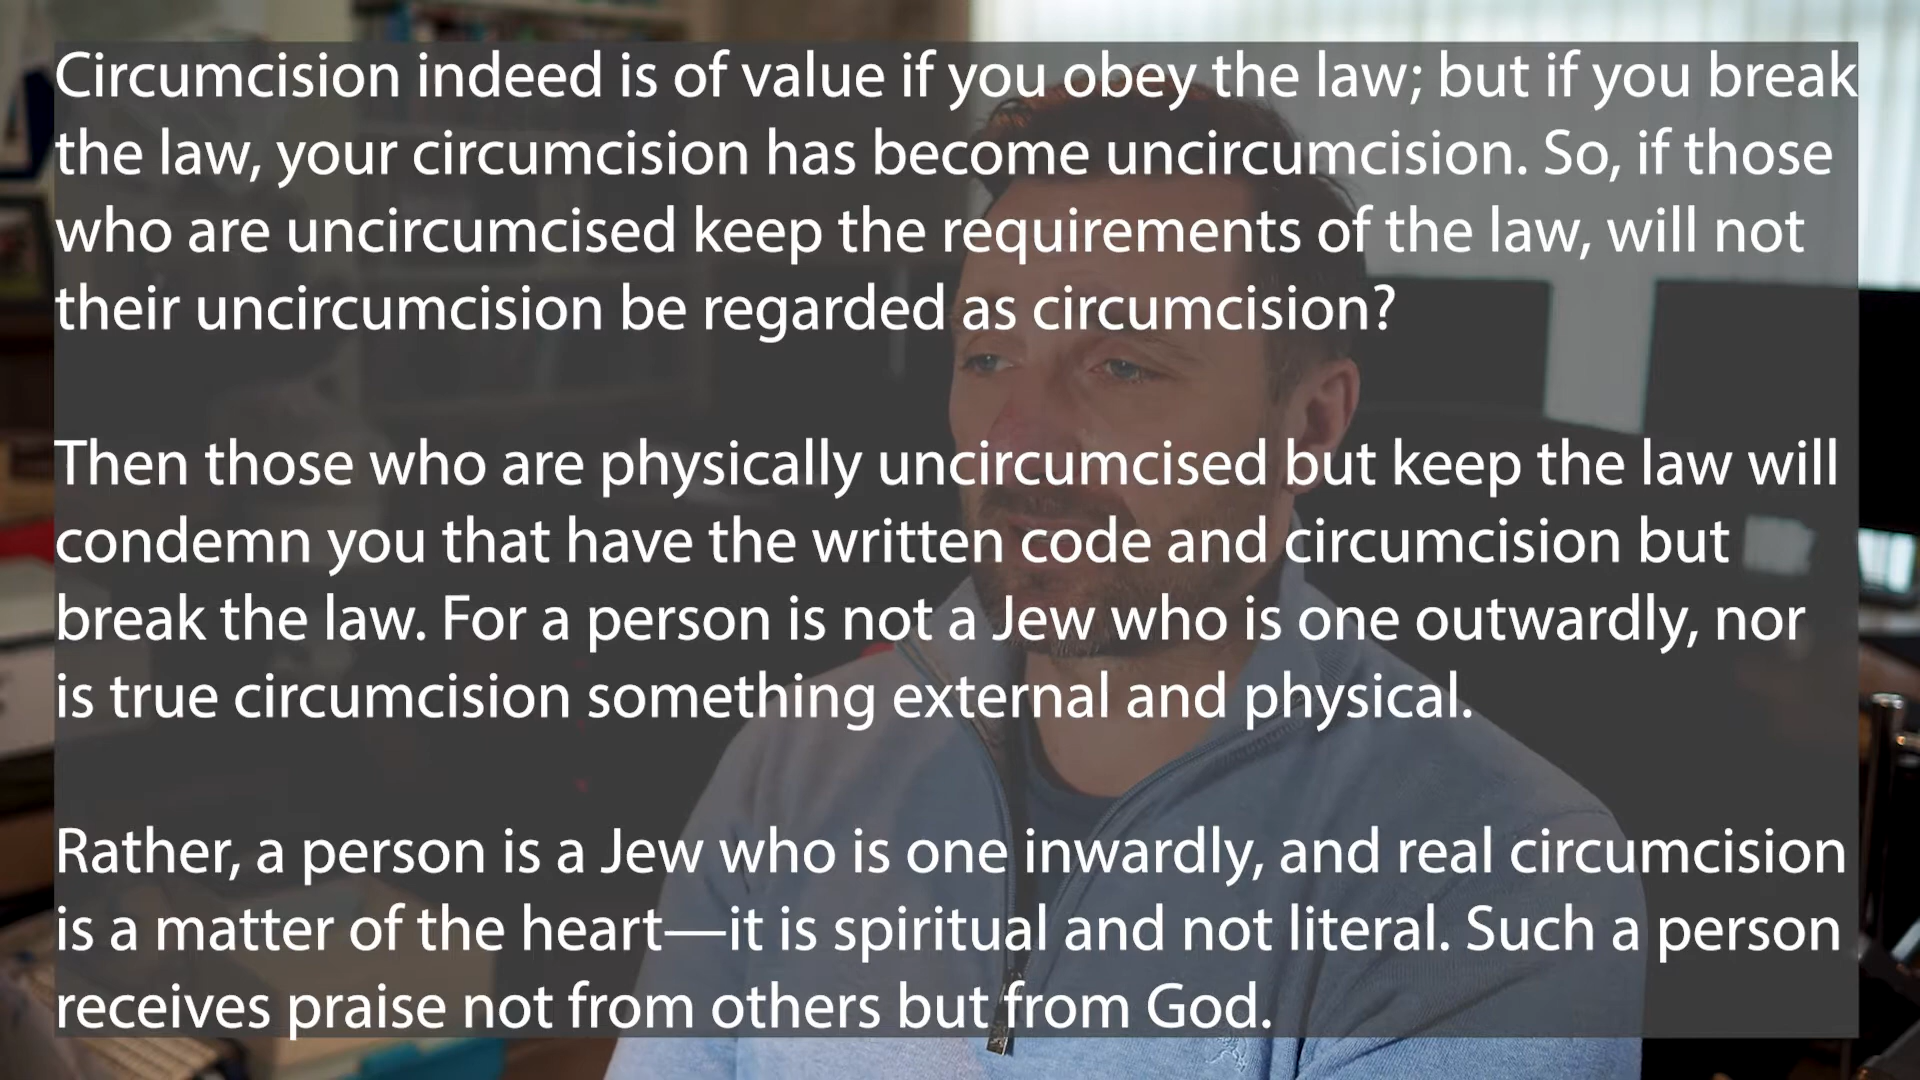 Circumcision indeed is of value if you obey the law; but if you break
the law, your circumcision has become uncircumcision. So, if those
who are uncircumcised keep the requirements of the law, will not
their uncircumcision be regarded as circumcision?
Then those who are physically uncircumcised but keep the law will
condemn you that have the written code and circumcision but
break the law. For a person is not a Jew who is one outwardly, nor
is true circumcision something external and physical.
Rather, a person is a Jew who is one inwardly, and real circumcision
is a matter of the heart—it is spiritual and not literal. Such a person
receives praise not from others but from God.